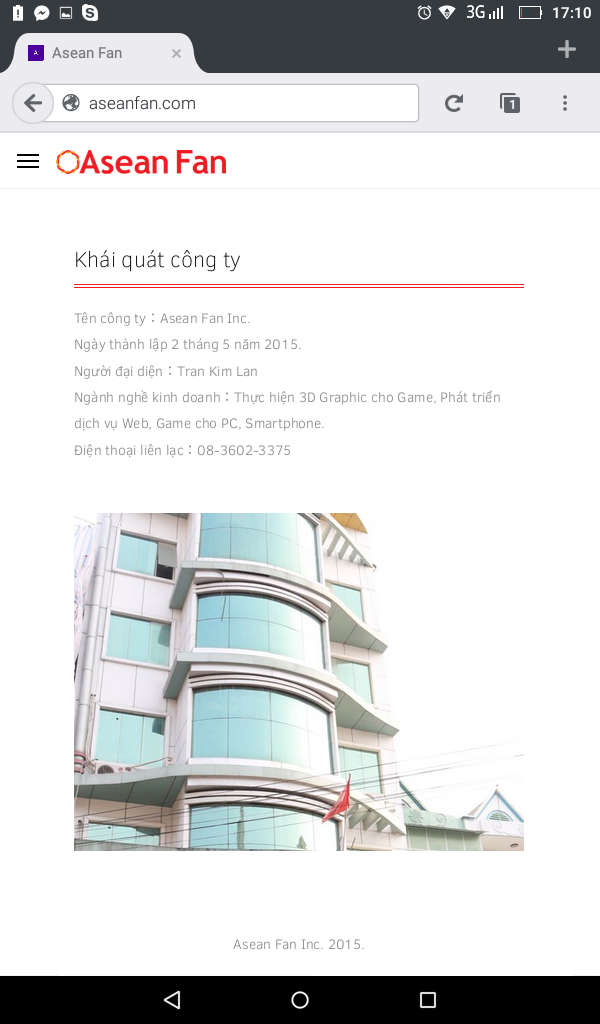 3G 17:10
Asean Fan
aseanfan.com
1
Asean Fan
Khái quát công ty
Tên công ty：Asean Fan Inc.
Ngày thành lập 2 tháng 5 năm 2015.
Người đại diện：Tran Kim Lan
Ngành nghề kinh doanh：Thực hiện 3D Graphic cho Game, Phát triển
dịch vụ Web, Game cho PC, Smartphone.
Điện thoại liên lạc：08-3602-3375
Asean Fan Inc. 2015.